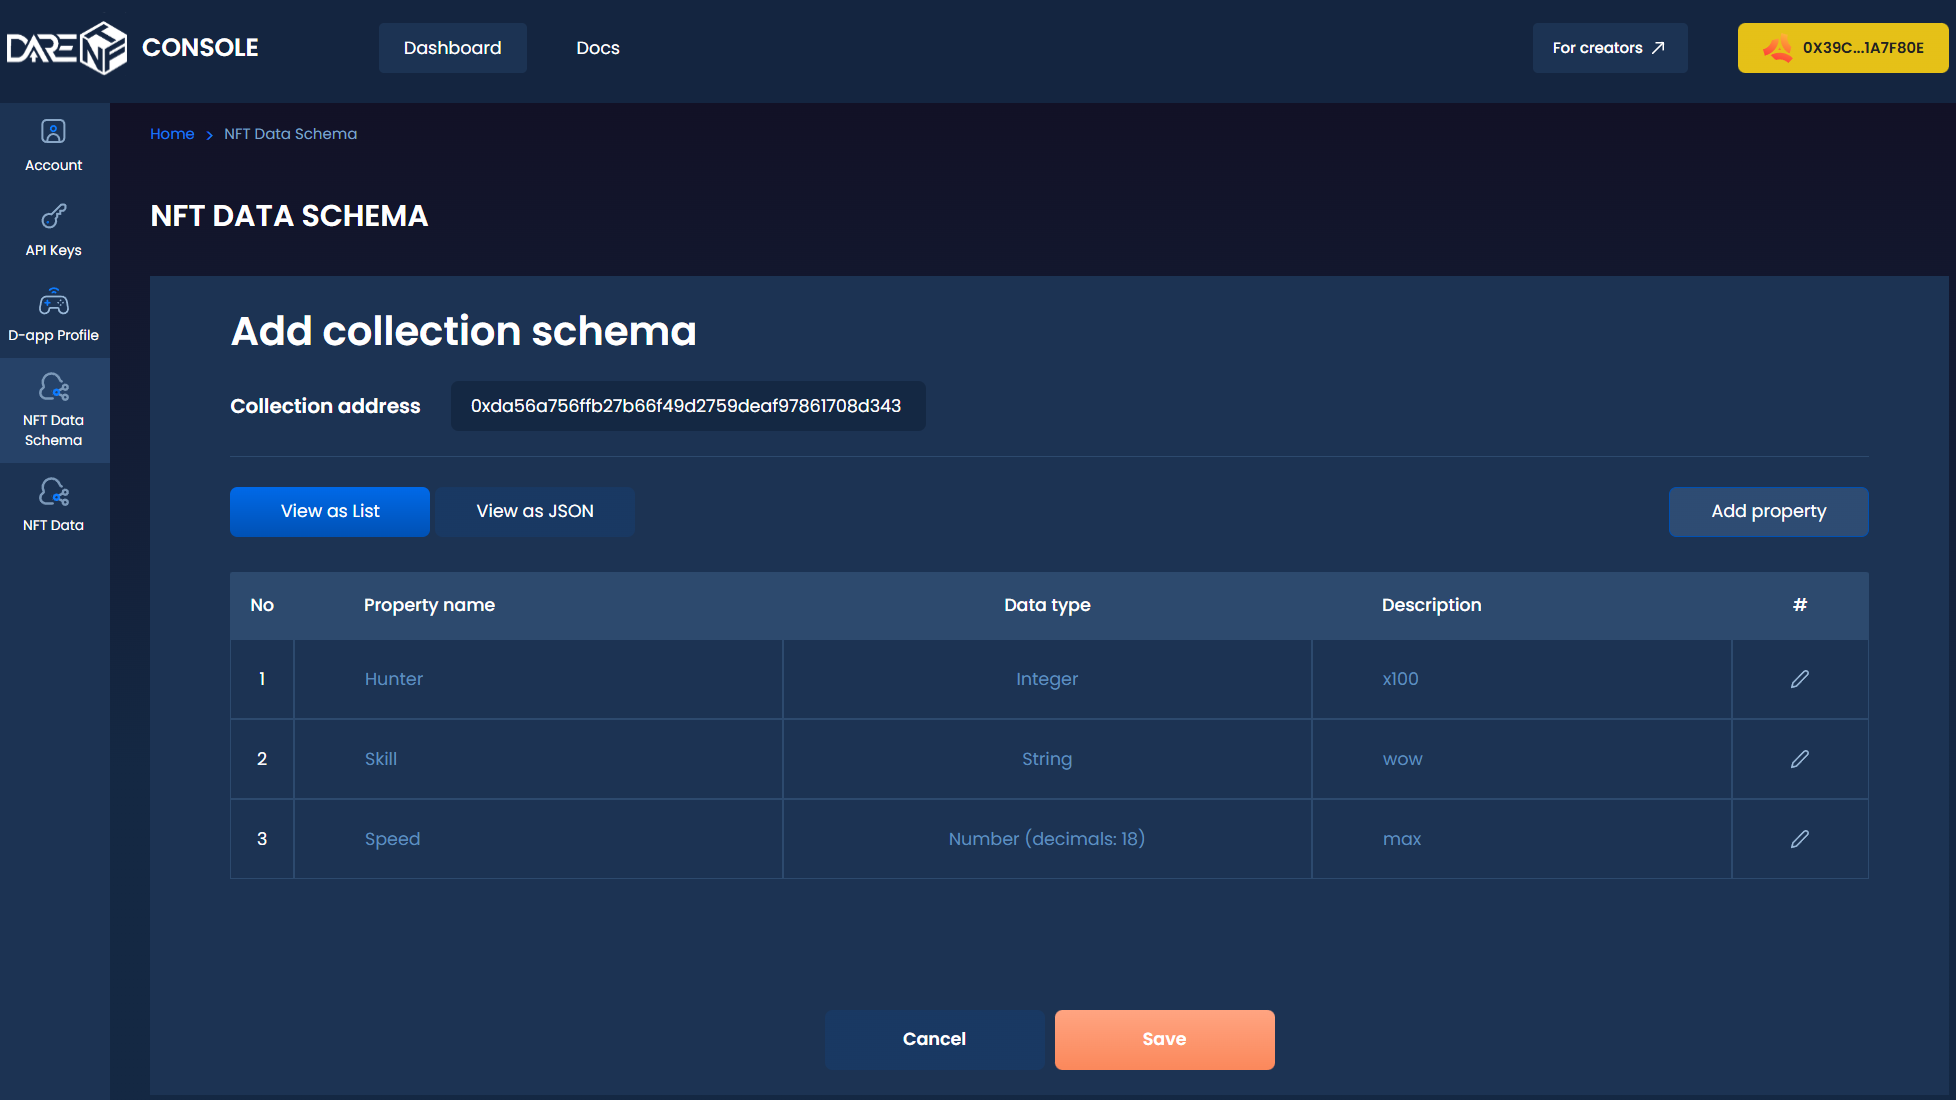 DARE NFT CONSOLE
Dashboard
Docs
For creators
0X39C...1A7F80E
Account
API Keys
D-app Profile
NFT Data
Schema
NFT Data
Home > NFT Data Schema
NFT DATA SCHEMA
Add collection schema
Collection address
0xda56a756ffb27b66f49d2759deaf97861708d343
View as List
View as JSON
Add property
No Property name Data type Description #
1 Hunter Integer x100
2 Skill String wow
3 Speed Number (decimals: 18) max
Cancel
Save